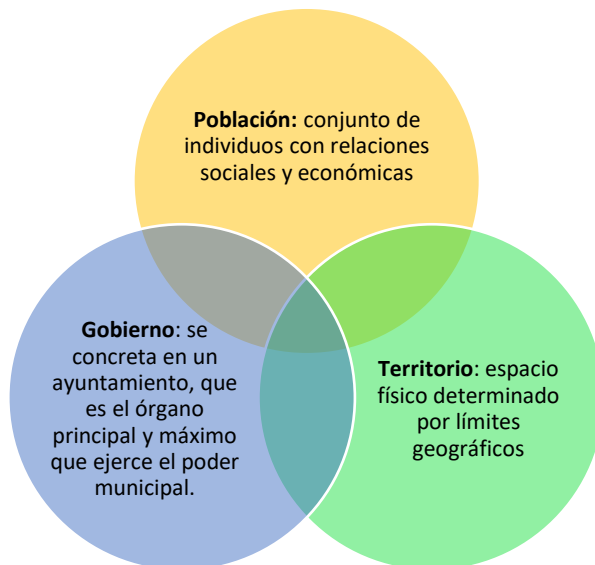 Población: conjunto de
individuos con relaciones
sociales y económicas
Gobierno: se
concreta en un
ayuntamiento, que
es el órgano
principal y máximo
que ejerce el poder
municipal.
Territorio: espacio
físico determinado
por límites
geográficos